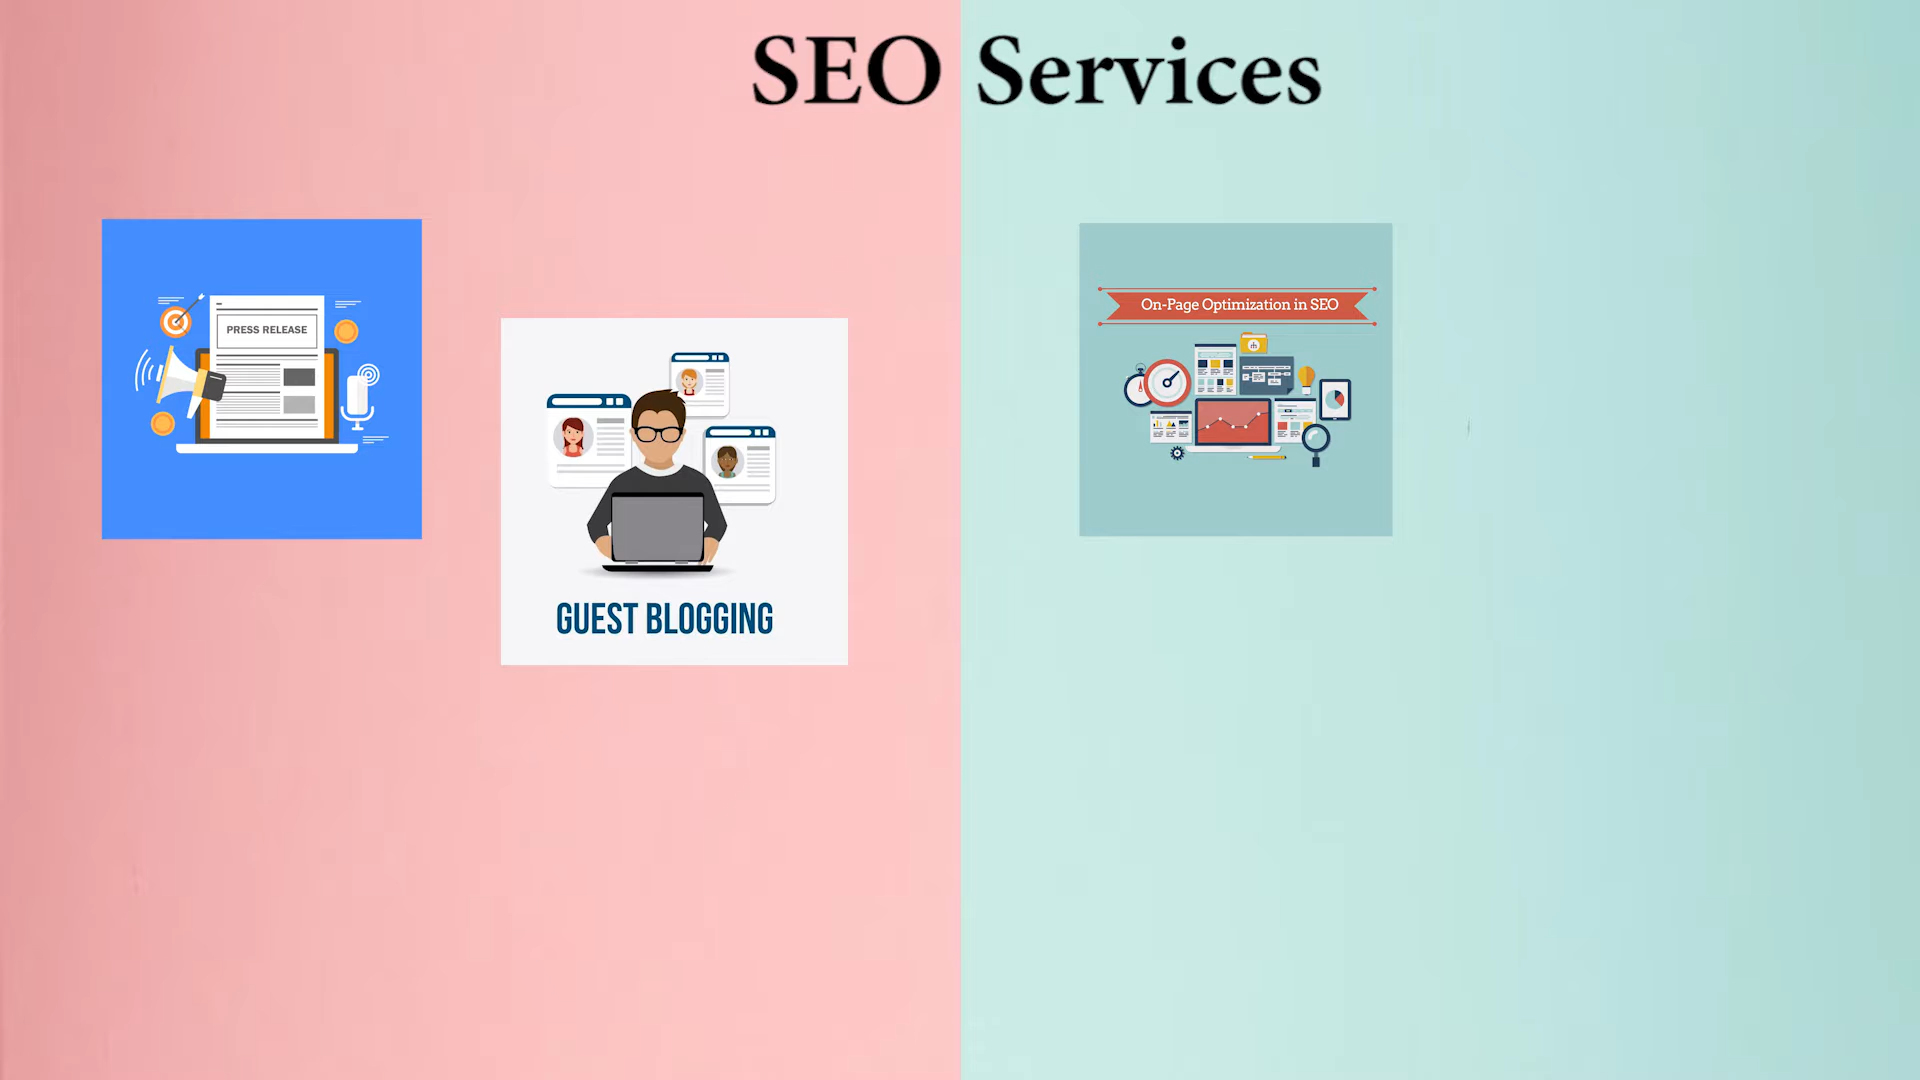 SEO Services
PRESS RELEASE
GUEST BLOGGING
On-Page Optimization in SEO